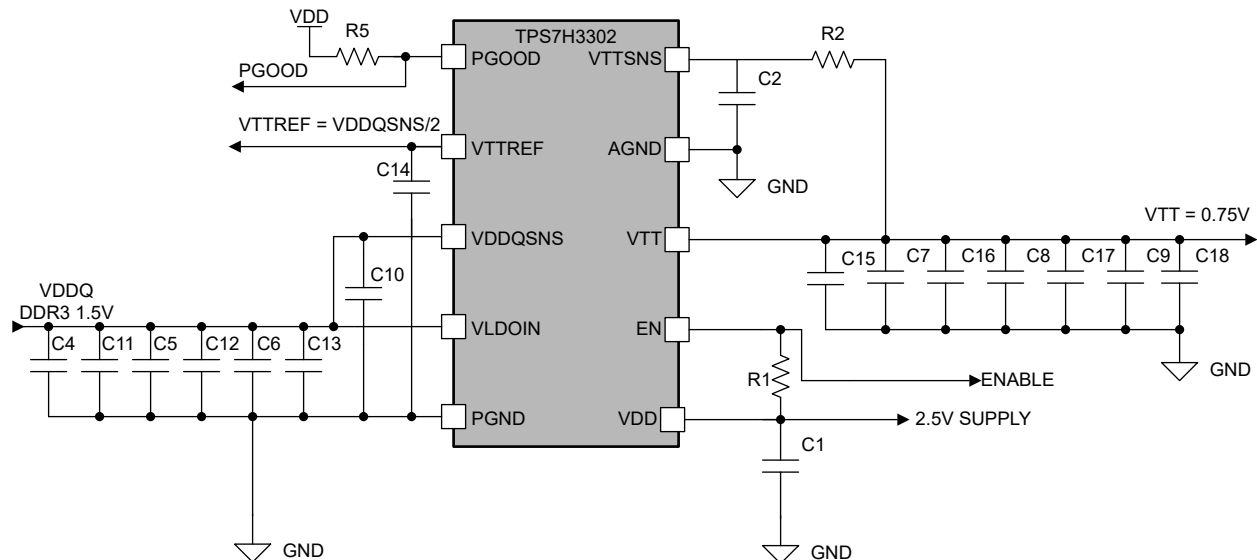 VDD
R5
PGOOD
TPS7H3302
PGOOD
VTTSNS
R2
C2
VTTREF = VDDQSNS/2
VTTREF
AGND
C14
GND
VDDQSNS
VTT
VTT = 0.75V
C10
C15
C7
C16
C8
C17
C9
C18
VDDQ
DDR3 1.5V
VLDOIN
EN
C4
C11
C5
C12
C6
C13
R1
ENABLE
GND
PGND
VDD
2.5V SUPPLY
C1
GND
GND